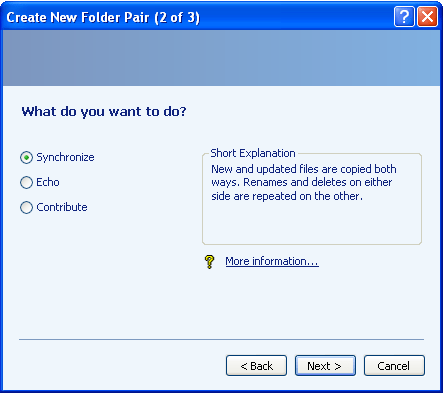 Create New Folder Pair (2 of 3)
What do you want to do?
Synchronize
Echo
Contribute
Short Explanation
New and updated files are copied both
ways. Renames and deletes on either
side are repeated on the other.
More information...
< Back
Next >
Cancel